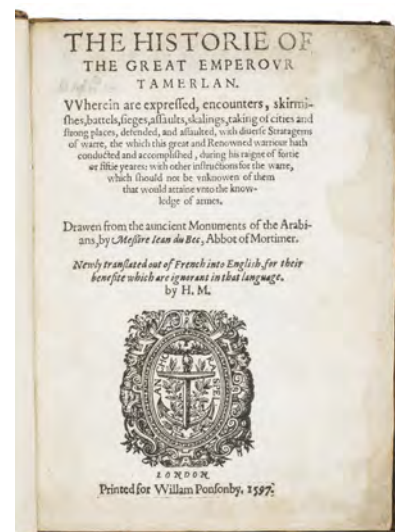 THE HISTORIE OF
THE GREAT EMPEROVR
TAMERLAN.
VVherein are expreſſed, encounters, skirmi-
ſhes, battels, ſieges, aſſaults, skalings, taking of cities and
ſtrong places, defended, and aſſaulted, with diuerſe Stratagems
of warre, the which this great and Renowned warriour hath
conducted and accompliſhed, during his raigne of fortie
or fiftie yeares: with other inſtructions for the warre,
which ſhould not be vnknowen of them
that would attaine vnto the know-
ledge of armes.
Drawen from the auncient Monuments of the Arabi-
ans, by Meſsire Iean du Bec, Abbot of Mortimer.
Newly tranſlated out of French into Engliſh, for their
benefite which are ignorant in that language.
by H. M.
LONDON
Printed for Willam Ponſonby, 1597.